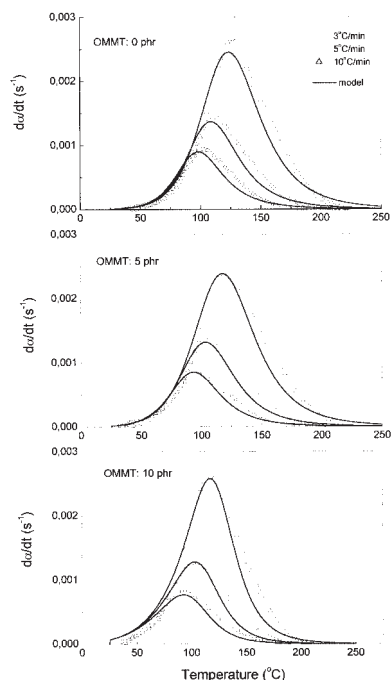 0,003
OMMT: 0 phr
3°C/min
5°C/min
10°C/min
model
0,002
0,001
0,000
dα/dt (s⁻¹)
0 50 100 150 200 250
0,003
OMMT: 5 phr
0,002
0,001
0,000
dα/dt (s⁻¹)
0 50 100 150 200 250
0,003
OMMT: 10 phr
0,002
0,001
0,000
dα/dt (s⁻¹)
0 50 100 150 200 250
Temperature (°C)